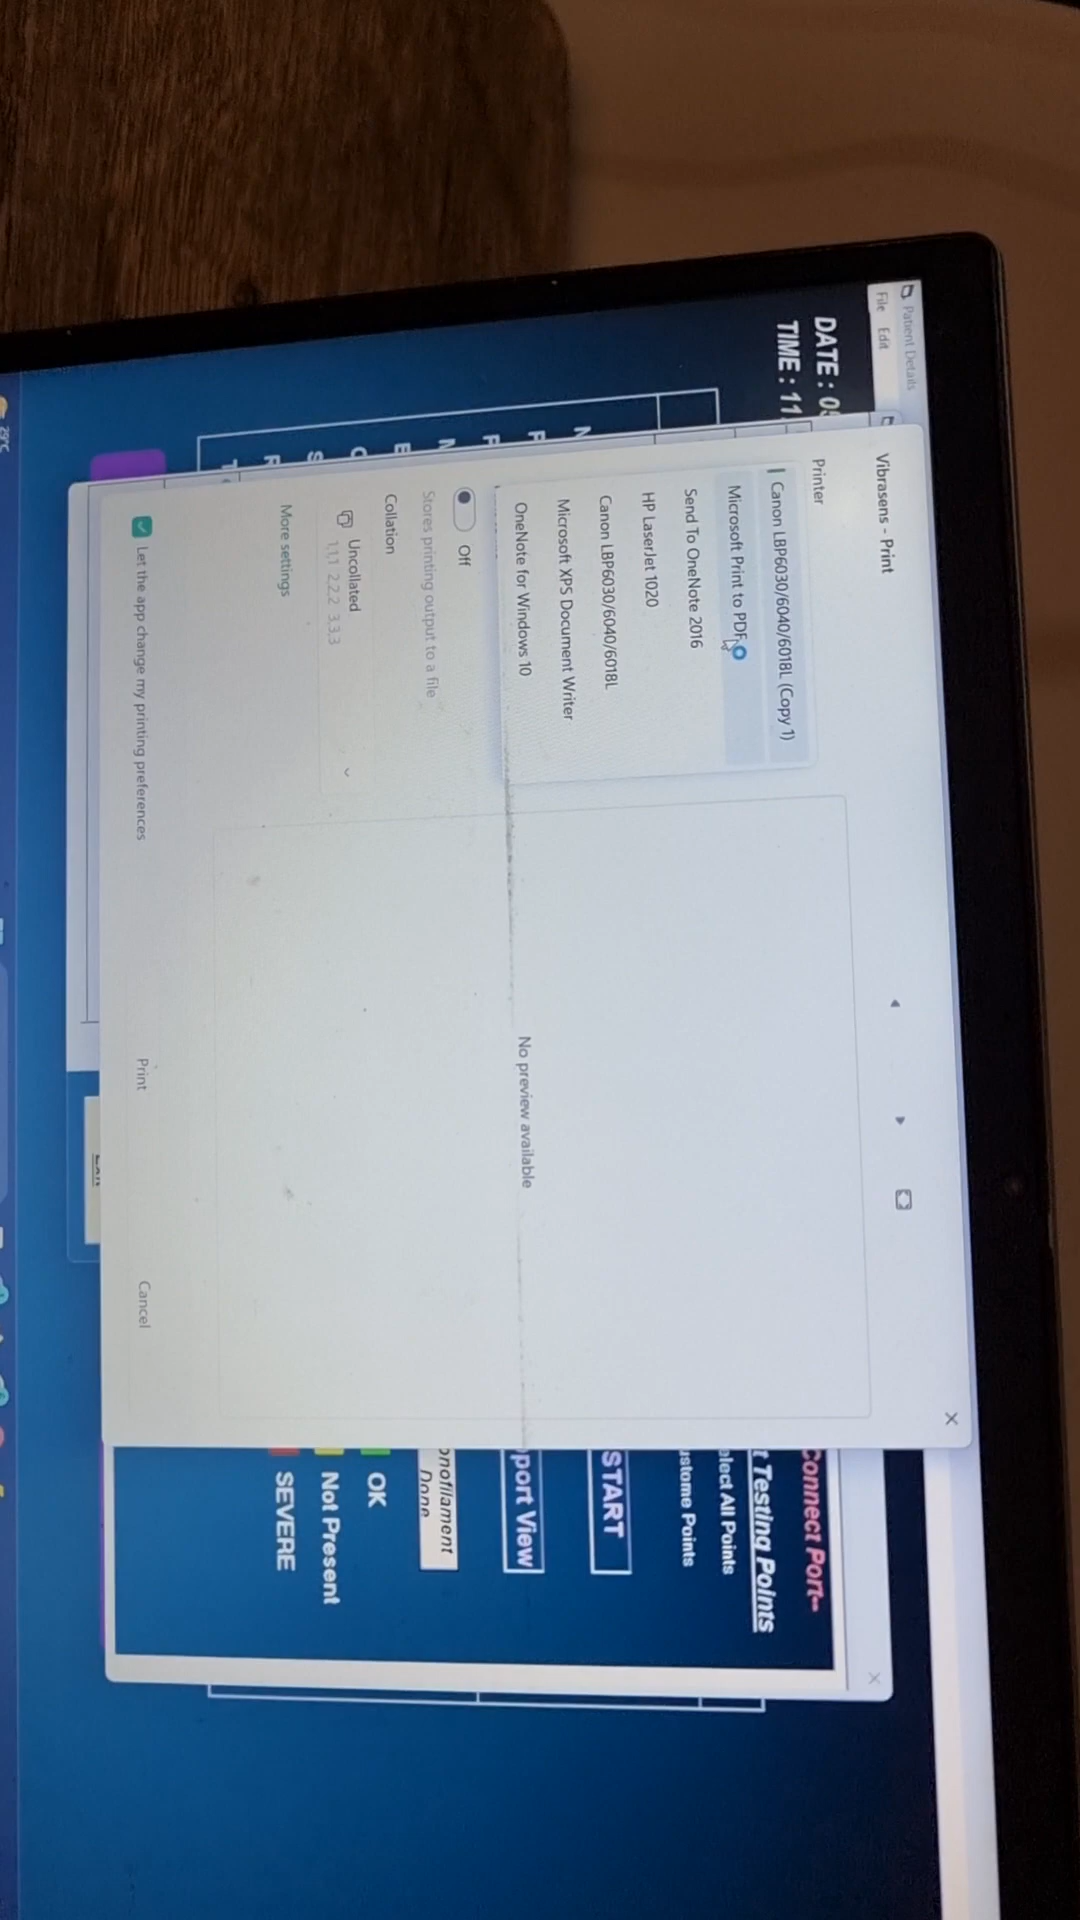 Patient Details
File Edit
DATE : 0
TIME : 11
Vibrasens - Print
Printer
Canon LBP6030/6040/6018L (Copy 1)
Microsoft Print to PDF
Send To OneNote 2016
HP LaserJet 1020
Canon LBP6030/6040/6018L
Microsoft XPS Document Writer
OneNote for Windows 10
Off
Stores printing output to a file
Collation
Uncollated
1,1,1 2,2,2 3,3,3
More settings
Let the app change my printing preferences
No preview available
Print
Cancel
Connect Port--
t Testing Points
elect All Points
ustome Points
START
port View
onofilament
Done
OK
Not Present
SEVERE
29°C